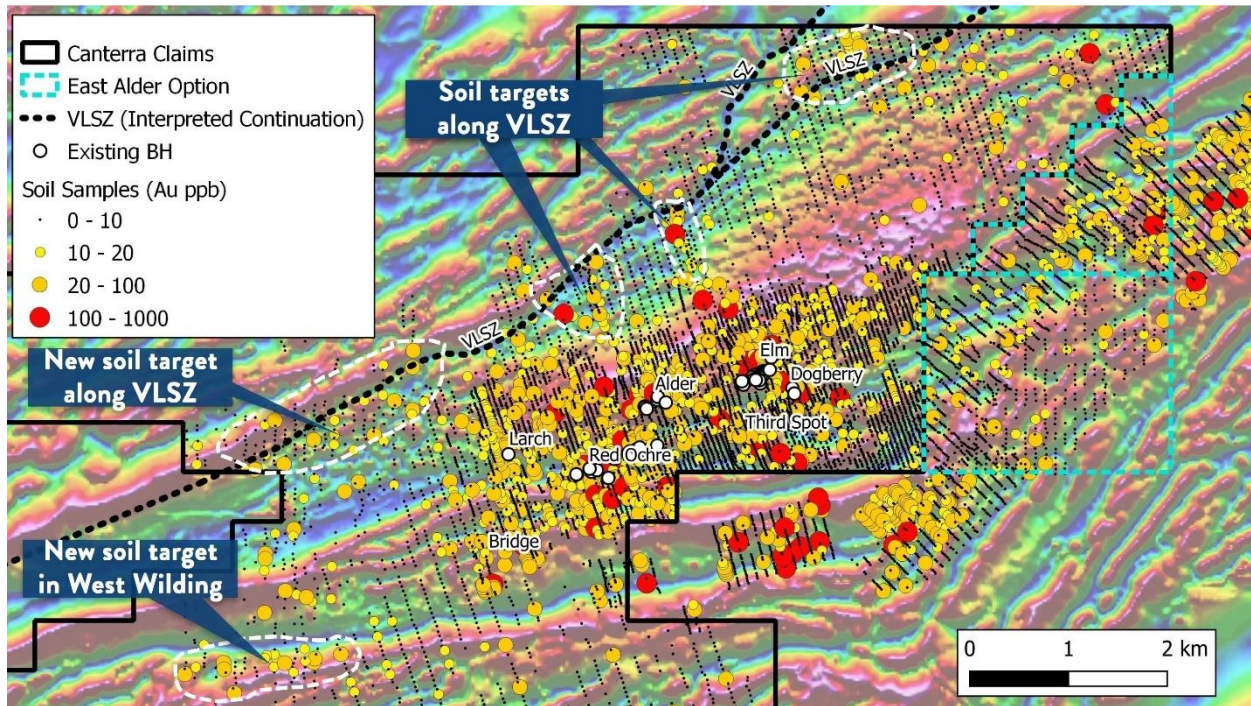 Canterra Claims
East Alder Option
VLSZ (Interpreted Continuation)
Existing BH
Soil Samples (Au ppb)
0 - 10
10 - 20
20 - 100
100 - 1000
Soil targets
along VLSZ
VLSZ
VLSZ
VLSZ
New soil target
along VLSZ
New soil target
in West Wilding
Elm
Dogberry
Alder
Third Spot
Larch
Red Ochre
Bridge
0 1 2 km